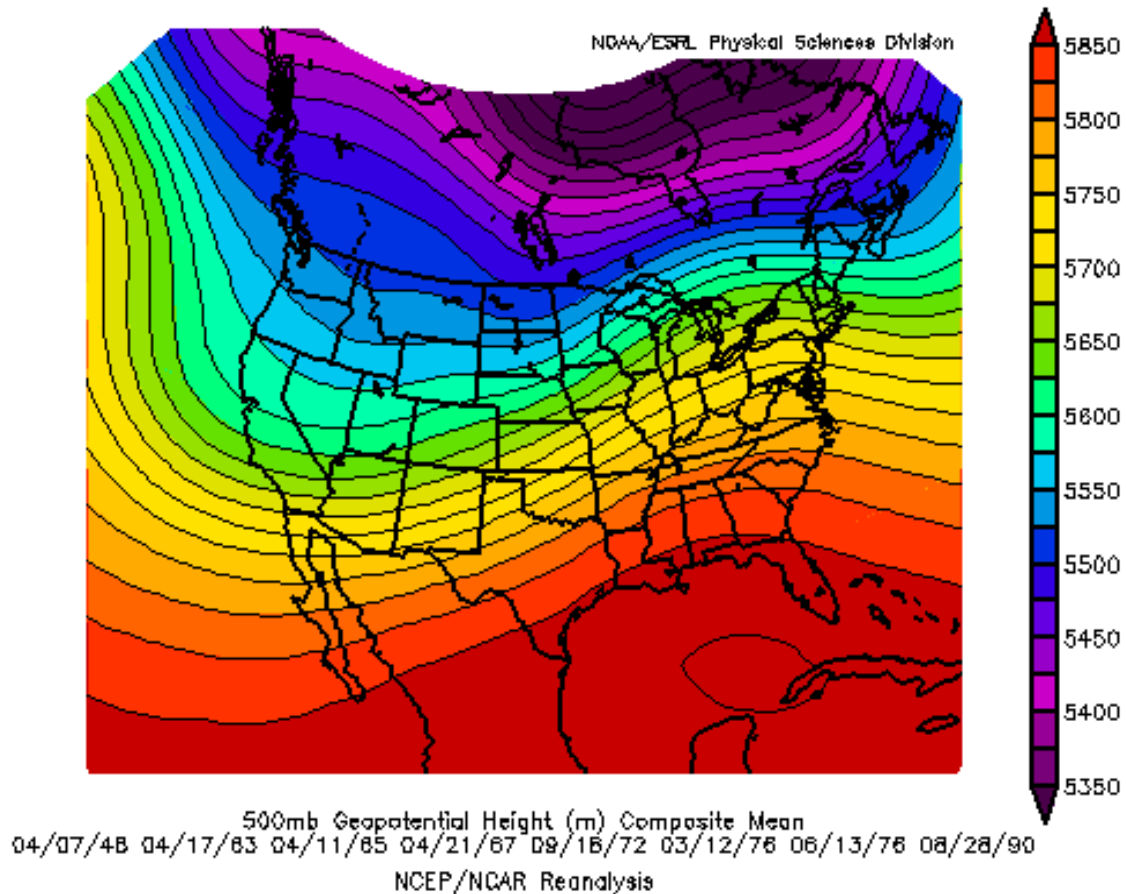 NOAA/ESRL Physical Sciences Division
5850
5800
5750
5700
5650
5600
5550
5500
5450
5400
5350
500mb Geopotential Height (m) Composite Mean
04/07/48 04/17/63 04/11/65 04/21/67 09/16/72 03/12/76 06/13/76 08/28/90
NCEP/NCAR Reanalysis